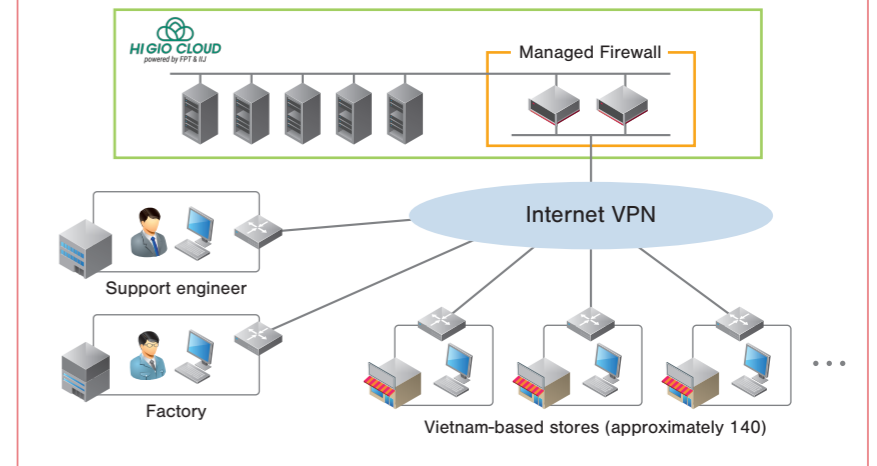 HI GIO CLOUD
powered by FPT & IIJ
Managed Firewall
Internet VPN
Support engineer
Factory
Vietnam-based stores (approximately 140)
...